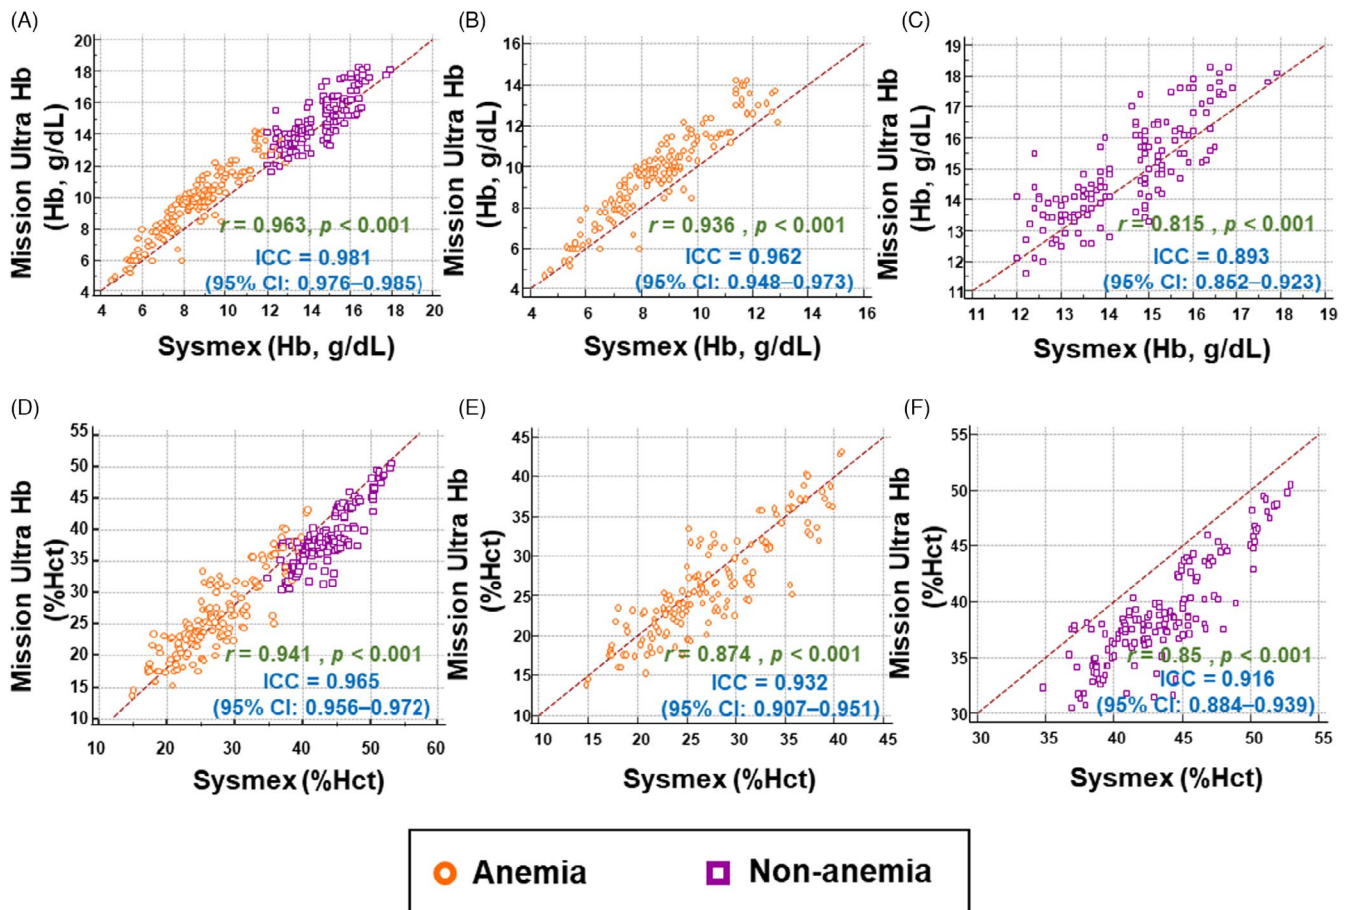 (A)
20
18
16
14
12
10
8
6
4
4 6 8 10 12 14 16 18 20
Mission Ultra Hb
(Hb, g/dL)
r = 0.963, p < 0.001
ICC = 0.981
(95% CI: 0.976–0.985)
Sysmex (Hb, g/dL)
(B)
16
14
12
10
8
6
4
4 6 8 10 12 14 16
Mission Ultra Hb
(Hb, g/dL)
r = 0.936 , p < 0.001
ICC = 0.962
(95% CI: 0.948–0.973)
Sysmex (Hb, g/dL)
(C)
19
18
17
16
15
14
13
12
11
11 12 13 14 15 16 17 18 19
Mission Ultra Hb
(Hb, g/dL)
r = 0.815 , p < 0.001
ICC = 0.893
(95% CI: 0.852–0.923)
Sysmex (Hb, g/dL)
(D)
55
50
45
40
35
30
25
20
15
10
10 20 30 40 50 60
Mission Ultra Hb
(%Hct)
r = 0.941 , p < 0.001
ICC = 0.965
(95% CI: 0.956–0.972)
Sysmex (%Hct)
(E)
45
40
35
30
25
20
15
10
10 15 20 25 30 35 40 45
Mission Ultra Hb
(%Hct)
r = 0.874 , p < 0.001
ICC = 0.932
(95% CI: 0.907–0.951)
Sysmex (%Hct)
(F)
55
50
45
40
35
30
30 35 40 45 50 55
Mission Ultra Hb
(%Hct)
r = 0.85 , p < 0.001
ICC = 0.916
(95% CI: 0.884–0.939)
Sysmex (%Hct)
Anemia
Non-anemia